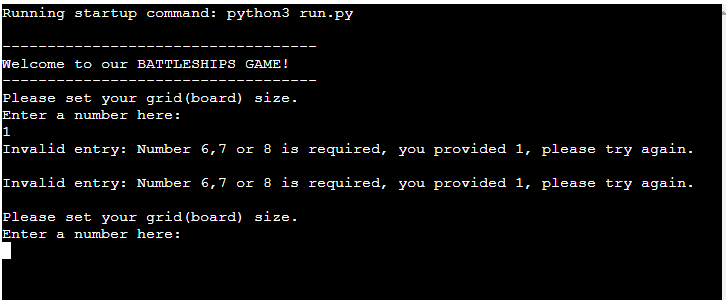 Running startup command: python3 run.py
-----------------------------------
Welcome to our BATTLESHIPS GAME!
-----------------------------------
Please set your grid(board) size.
Enter a number here:
1
Invalid entry: Number 6,7 or 8 is required, you provided 1, please try again.
Invalid entry: Number 6,7 or 8 is required, you provided 1, please try again.
Please set your grid(board) size.
Enter a number here: